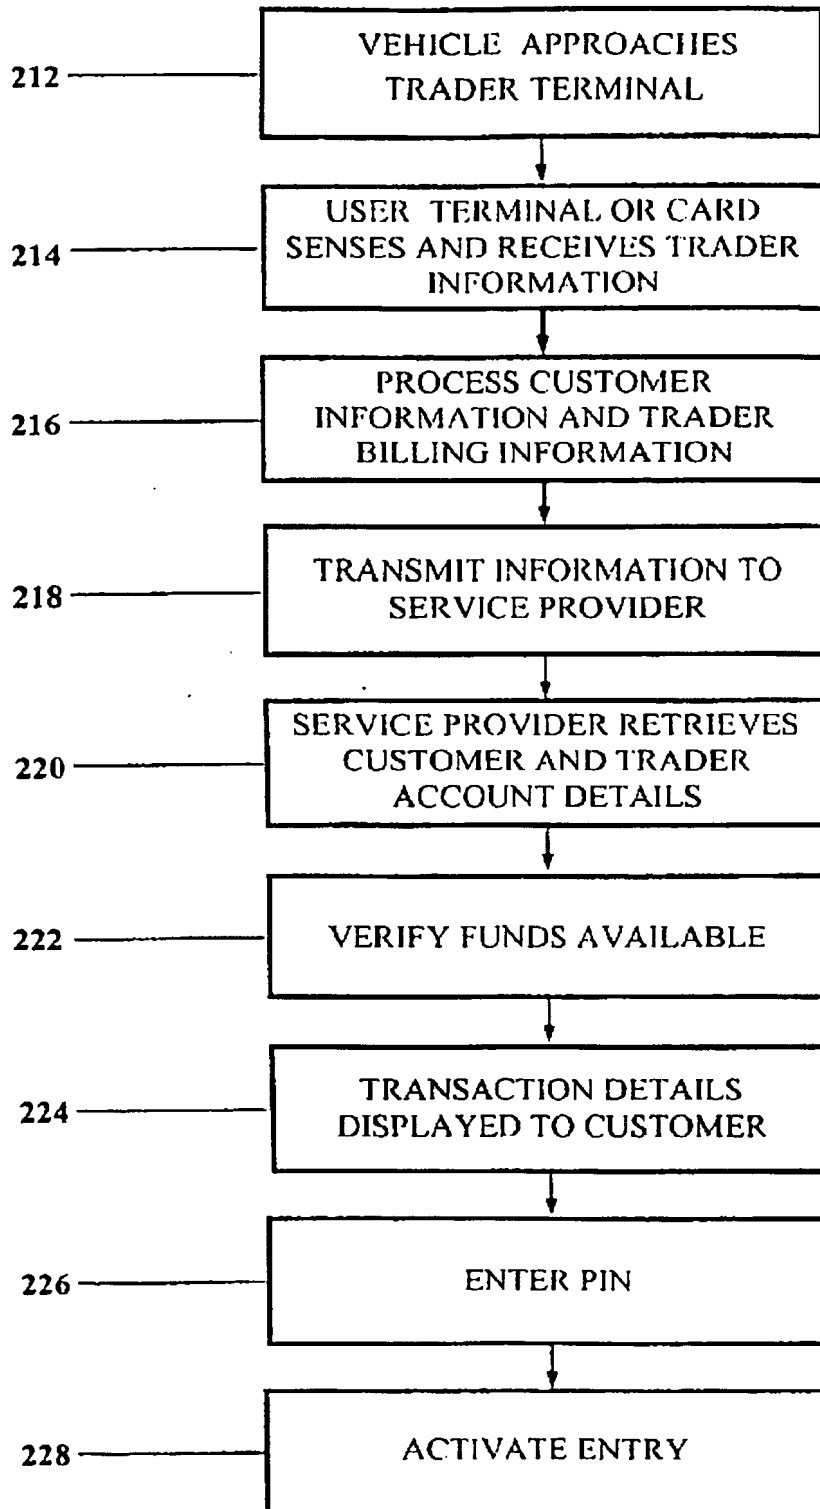 212
VEHICLE APPROACHES
TRADER TERMINAL
214
USER TERMINAL OR CARD
SENSES AND RECEIVES TRADER
INFORMATION
216
PROCESS CUSTOMER
INFORMATION AND TRADER
BILLING INFORMATION
218
TRANSMIT INFORMATION TO
SERVICE PROVIDER
220
SERVICE PROVIDER RETRIEVES
CUSTOMER AND TRADER
ACCOUNT DETAILS
222
VERIFY FUNDS AVAILABLE
224
TRANSACTION DETAILS
DISPLAYED TO CUSTOMER
226
ENTER PIN
228
ACTIVATE ENTRY